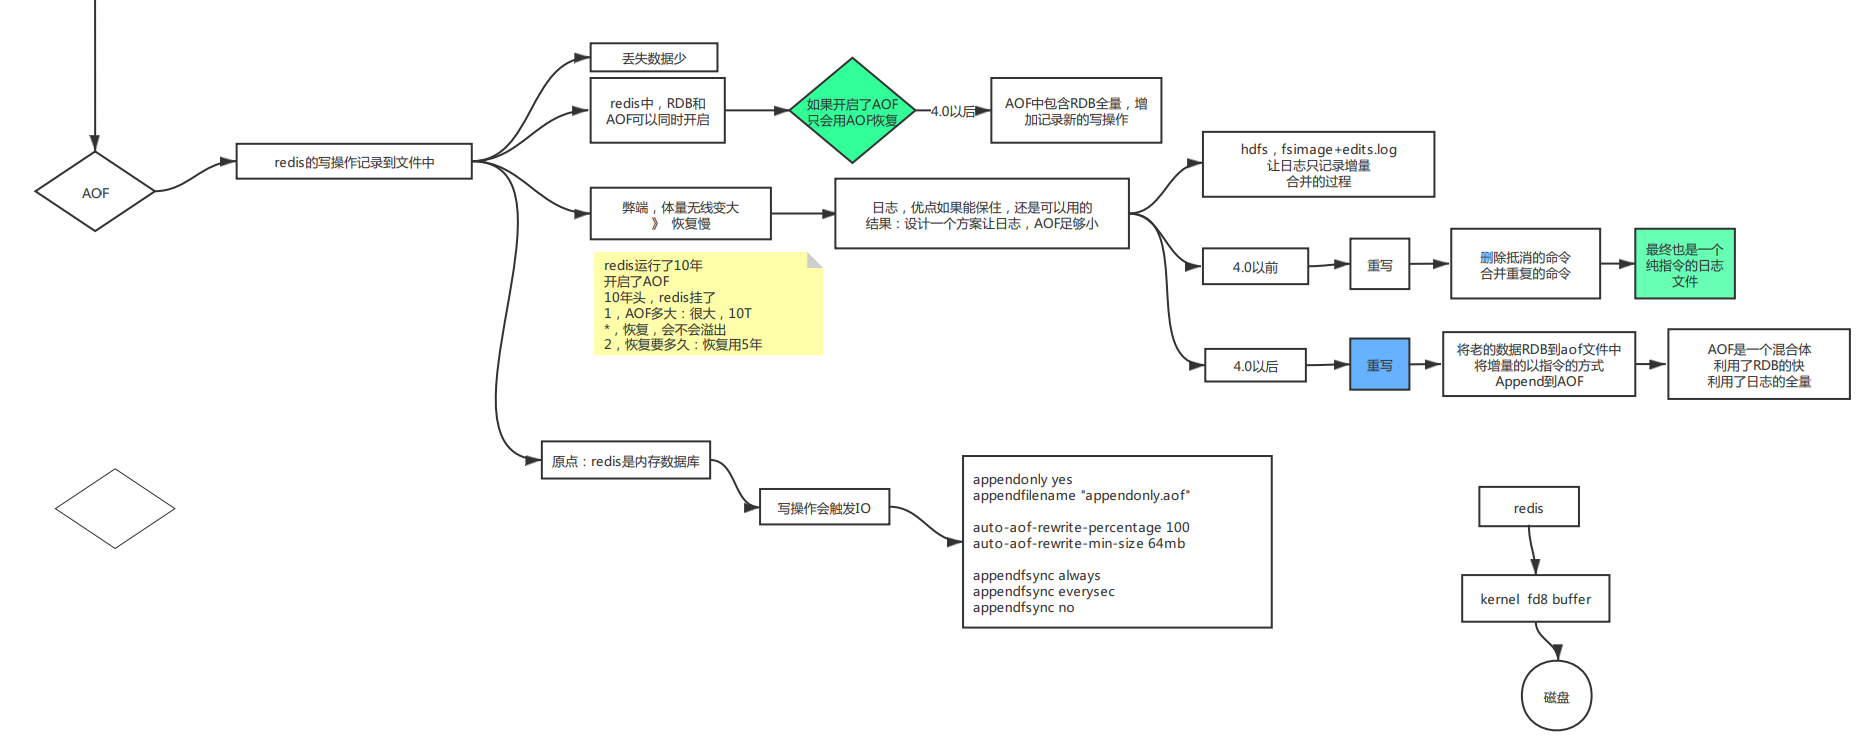 丢失数据少
redis中，RDB和
AOF可以同时开启
如果开启了AOF
只会用AOF恢复
4.0以后
AOF中包含RDB全量，增
加记录新的写操作
AOF
redis的写操作记录到文件中
hdfs，fsimage+edits.log
让日志只记录增量
合并的过程
弊端，体量无线变大
》 恢复慢
日志，优点如果能保住，还是可以用的
结果：设计一个方案让日志，AOF足够小
4.0以前
重写
删除抵消的命令
合并重复的命令
最终也是一个
纯指令的日志
文件
redis运行了10年
开启了AOF
10年头，redis挂了
1，AOF多大：很大，10T
*，恢复，会不会溢出
2，恢复要多久：恢复用5年
4.0以后
重写
将老的数据RDB到aof文件中
将增量的以指令的方式
Append到AOF
AOF是一个混合体
利用了RDB的快
利用了日志的全量
原点：redis是内存数据库
写操作会触发IO
appendonly yes
appendfilename "appendonly.aof"
auto-aof-rewrite-percentage 100
auto-aof-rewrite-min-size 64mb
appendfsync always
appendfsync everysec
appendfsync no
redis
kernel fd8 buffer
磁盘